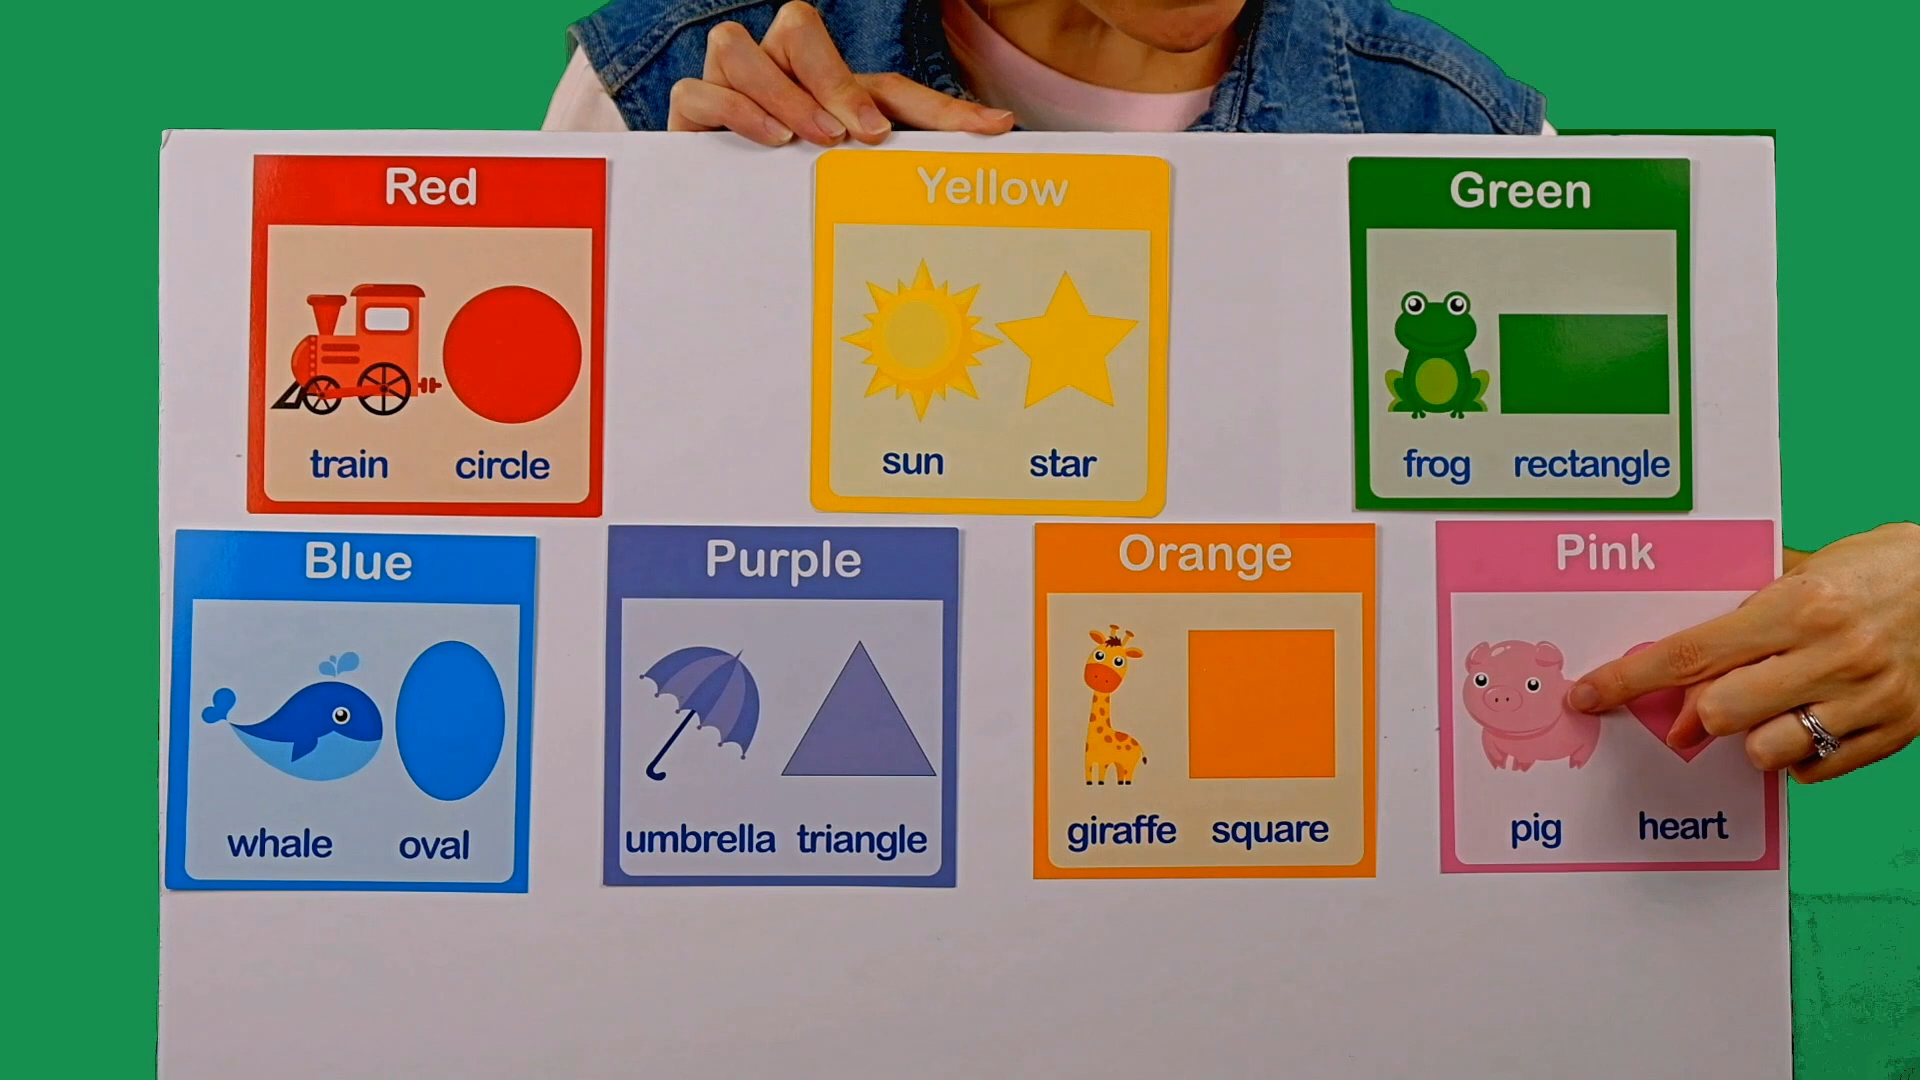 Red
train circle
Yellow
sun star
Green
frog rectangle
Blue
whale oval
Purple
umbrella triangle
Orange
giraffe square
Pink
pig heart